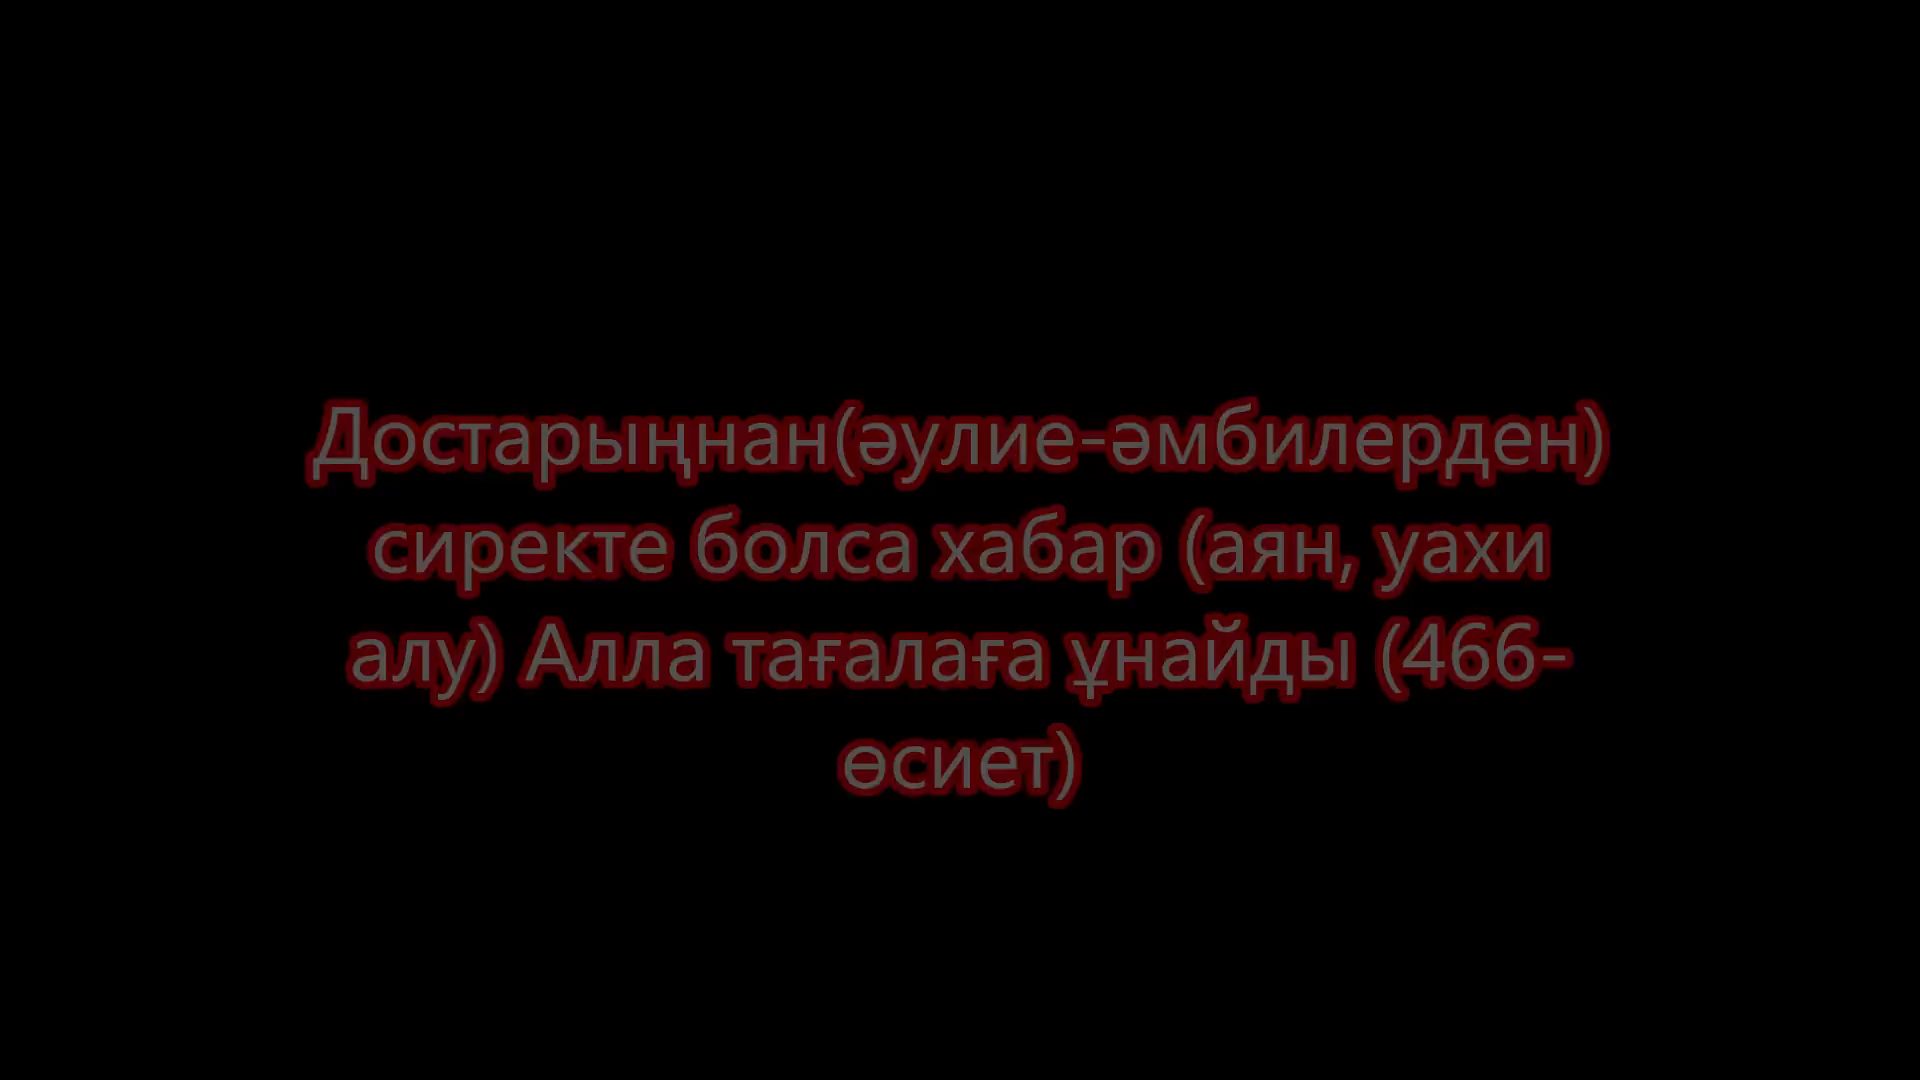 Достарыңнан(әулие-әмбилерден)
сиректе болса хабар (аян, уахи
алу) Алла тағалаға ұнайды (466-
өсиет)